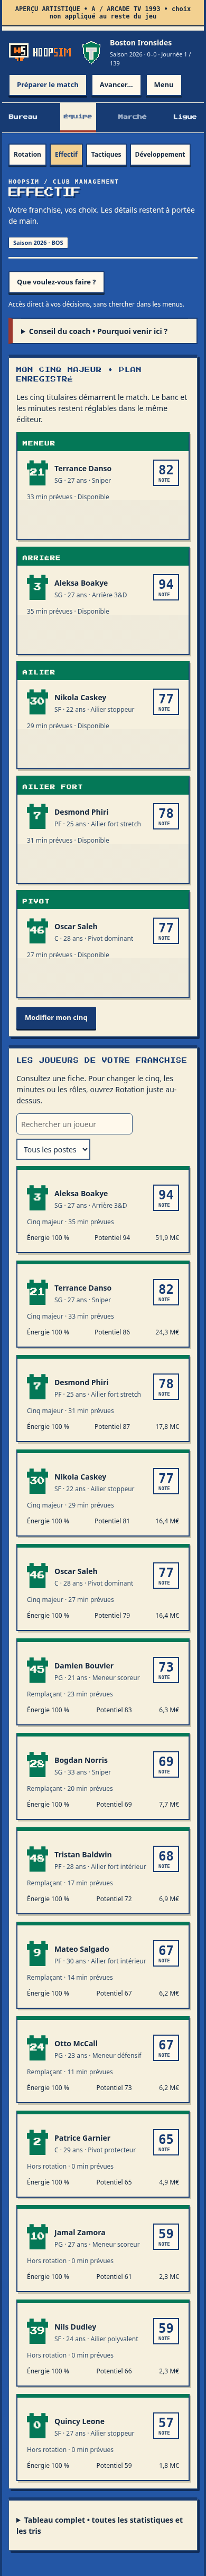 APERÇU ARTISTIQUE • A / ARCADE TV 1993 • choix
non appliqué au reste du jeu
HS HOOPSIM
Boston Ironsides
Saison 2026 · 0–0 · Journée 1 /
139
Préparer le match
Avancer…
Menu
Bureau
Équipe
Marché
Ligue
Rotation
Effectif
Tactiques
Développement
HOOPSIM / CLUB MANAGEMENT
EFFECTIF
Votre franchise, vos choix. Les détails restent à portée
de main.
Saison 2026 · BOS
Que voulez-vous faire ?
Accès direct à vos décisions, sans chercher dans les menus.
▶ Conseil du coach • Pourquoi venir ici ?
MON CINQ MAJEUR • PLAN
ENREGISTRÉ
Les cinq titulaires démarrent le match. Le banc et
les minutes restent réglables dans le même
éditeur.
MENEUR
21
Terrance Danso
SG · 27 ans · Sniper
82
NOTE
33 min prévues · Disponible
ARRIÈRE
3
Aleksa Boakye
SG · 27 ans · Arrière 3&D
94
NOTE
35 min prévues · Disponible
AILIER
30
Nikola Caskey
SF · 22 ans · Ailier stoppeur
77
NOTE
29 min prévues · Disponible
AILIER FORT
7
Desmond Phiri
PF · 25 ans · Ailier fort stretch
78
NOTE
31 min prévues · Disponible
PIVOT
46
Oscar Saleh
C · 28 ans · Pivot dominant
77
NOTE
27 min prévues · Disponible
Modifier mon cinq
LES JOUEURS DE VOTRE FRANCHISE
Consultez une fiche. Pour changer le cinq, les
minutes ou les rôles, ouvrez Rotation juste au-
dessus.
Rechercher un joueur
Tous les postes
3
Aleksa Boakye
SG · 27 ans · Arrière 3&D
94
NOTE
Cinq majeur · 35 min prévues
Énergie 100 % Potentiel 94 51,9 M€
21
Terrance Danso
SG · 27 ans · Sniper
82
NOTE
Cinq majeur · 33 min prévues
Énergie 100 % Potentiel 86 24,3 M€
7
Desmond Phiri
PF · 25 ans · Ailier fort stretch
78
NOTE
Cinq majeur · 31 min prévues
Énergie 100 % Potentiel 87 17,8 M€
30
Nikola Caskey
SF · 22 ans · Ailier stoppeur
77
NOTE
Cinq majeur · 29 min prévues
Énergie 100 % Potentiel 81 16,4 M€
46
Oscar Saleh
C · 28 ans · Pivot dominant
77
NOTE
Cinq majeur · 27 min prévues
Énergie 100 % Potentiel 79 16,4 M€
45
Damien Bouvier
PG · 21 ans · Meneur scoreur
73
NOTE
Remplaçant · 23 min prévues
Énergie 100 % Potentiel 83 6,3 M€
28
Bogdan Norris
SG · 33 ans · Sniper
69
NOTE
Remplaçant · 20 min prévues
Énergie 100 % Potentiel 69 7,7 M€
48
Tristan Baldwin
PF · 28 ans · Ailier fort intérieur
68
NOTE
Remplaçant · 17 min prévues
Énergie 100 % Potentiel 72 6,9 M€
9
Mateo Salgado
PF · 30 ans · Ailier fort intérieur
67
NOTE
Remplaçant · 14 min prévues
Énergie 100 % Potentiel 67 6,2 M€
24
Otto McCall
PG · 23 ans · Meneur défensif
67
NOTE
Remplaçant · 11 min prévues
Énergie 100 % Potentiel 73 6,2 M€
2
Patrice Garnier
C · 29 ans · Pivot protecteur
65
NOTE
Hors rotation · 0 min prévues
Énergie 100 % Potentiel 65 4,9 M€
10
Jamal Zamora
PG · 27 ans · Meneur scoreur
59
NOTE
Hors rotation · 0 min prévues
Énergie 100 % Potentiel 61 2,3 M€
39
Nils Dudley
SF · 24 ans · Ailier polyvalent
59
NOTE
Hors rotation · 0 min prévues
Énergie 100 % Potentiel 66 2,3 M€
0
Quincy Leone
SF · 27 ans · Ailier stoppeur
57
NOTE
Hors rotation · 0 min prévues
Énergie 100 % Potentiel 59 1,8 M€
▶ Tableau complet • toutes les statistiques et
les tris